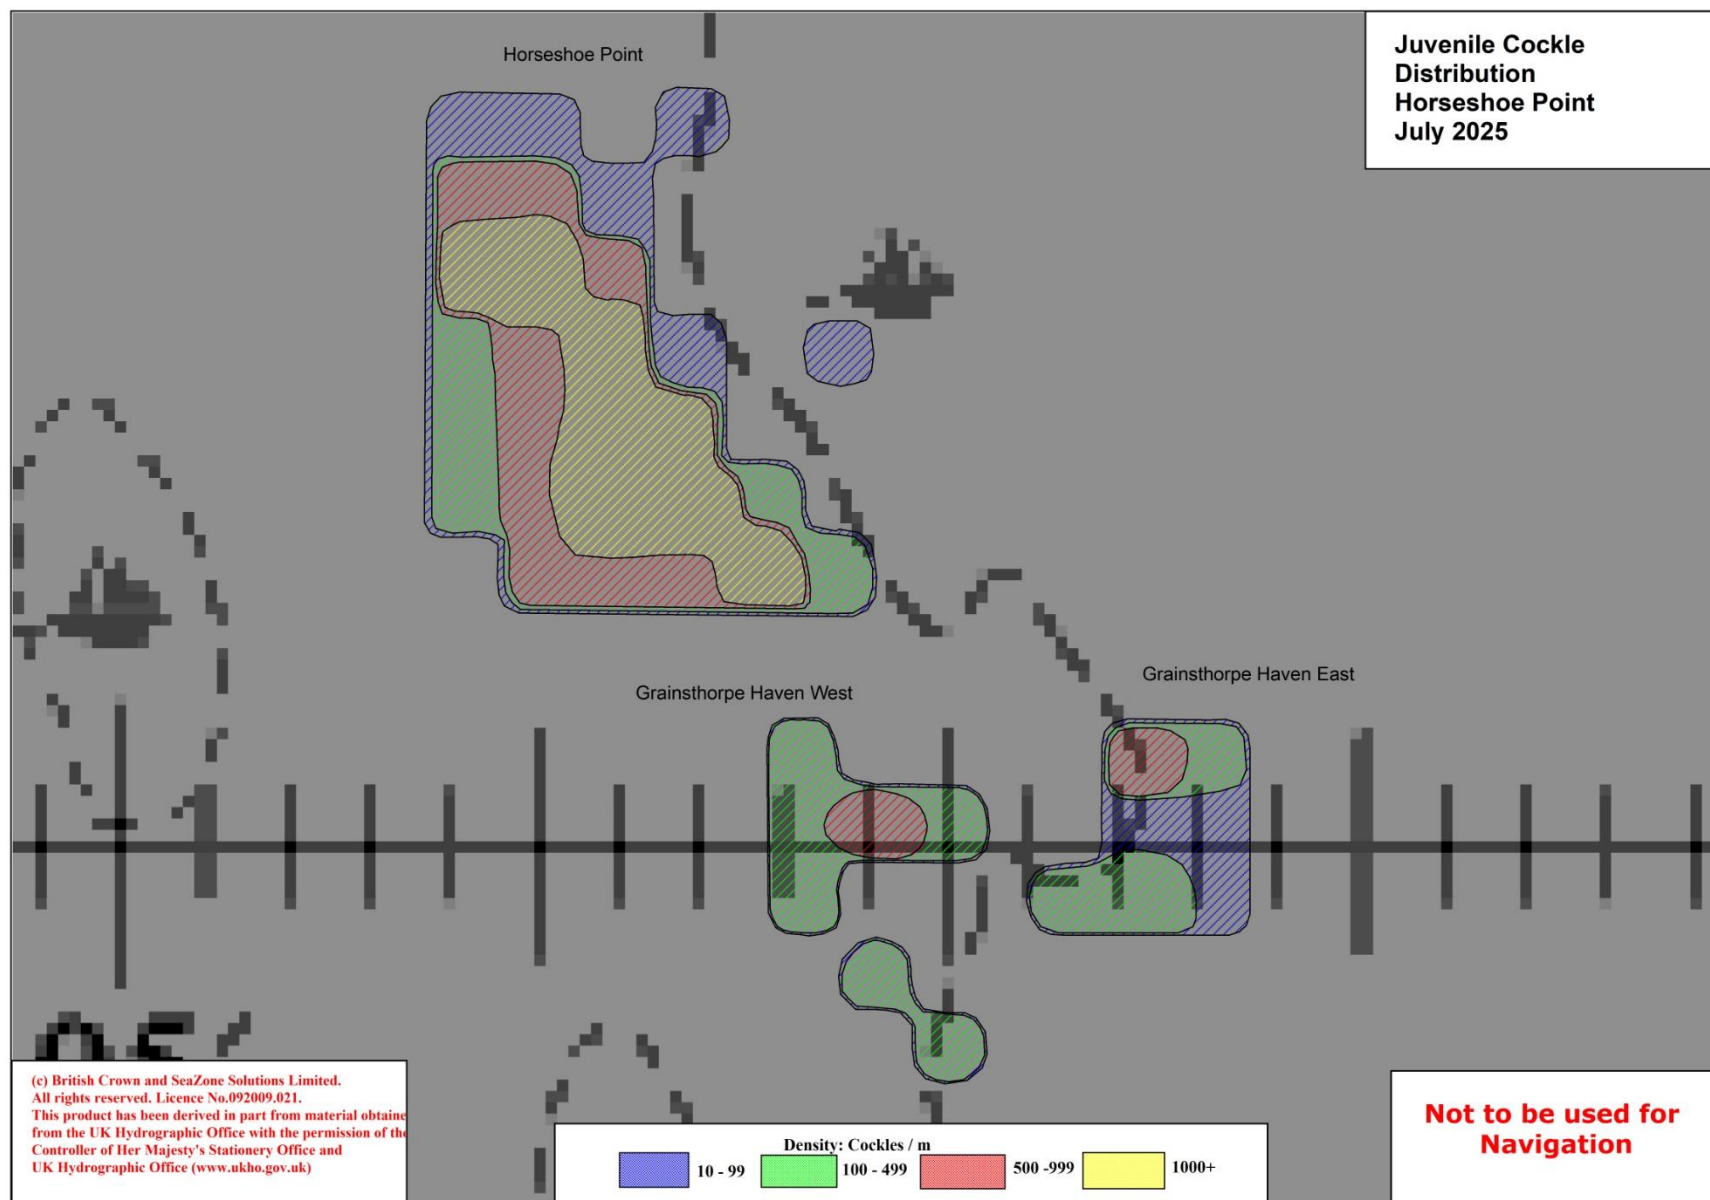 Horseshoe Point
Juvenile Cockle
Distribution
Horseshoe Point
July 2025
Grainsthorpe Haven West
Grainsthorpe Haven East
(c) British Crown and SeaZone Solutions Limited.
All rights reserved. Licence No.092009.021.
This product has been derived in part from material obtaine
from the UK Hydrographic Office with the permission of the
Controller of Her Majesty's Stationery Office and
UK Hydrographic Office (www.ukho.gov.uk)
Density: Cockles / m
10 - 99
100 - 499
500 -999
1000+
Not to be used for
Navigation